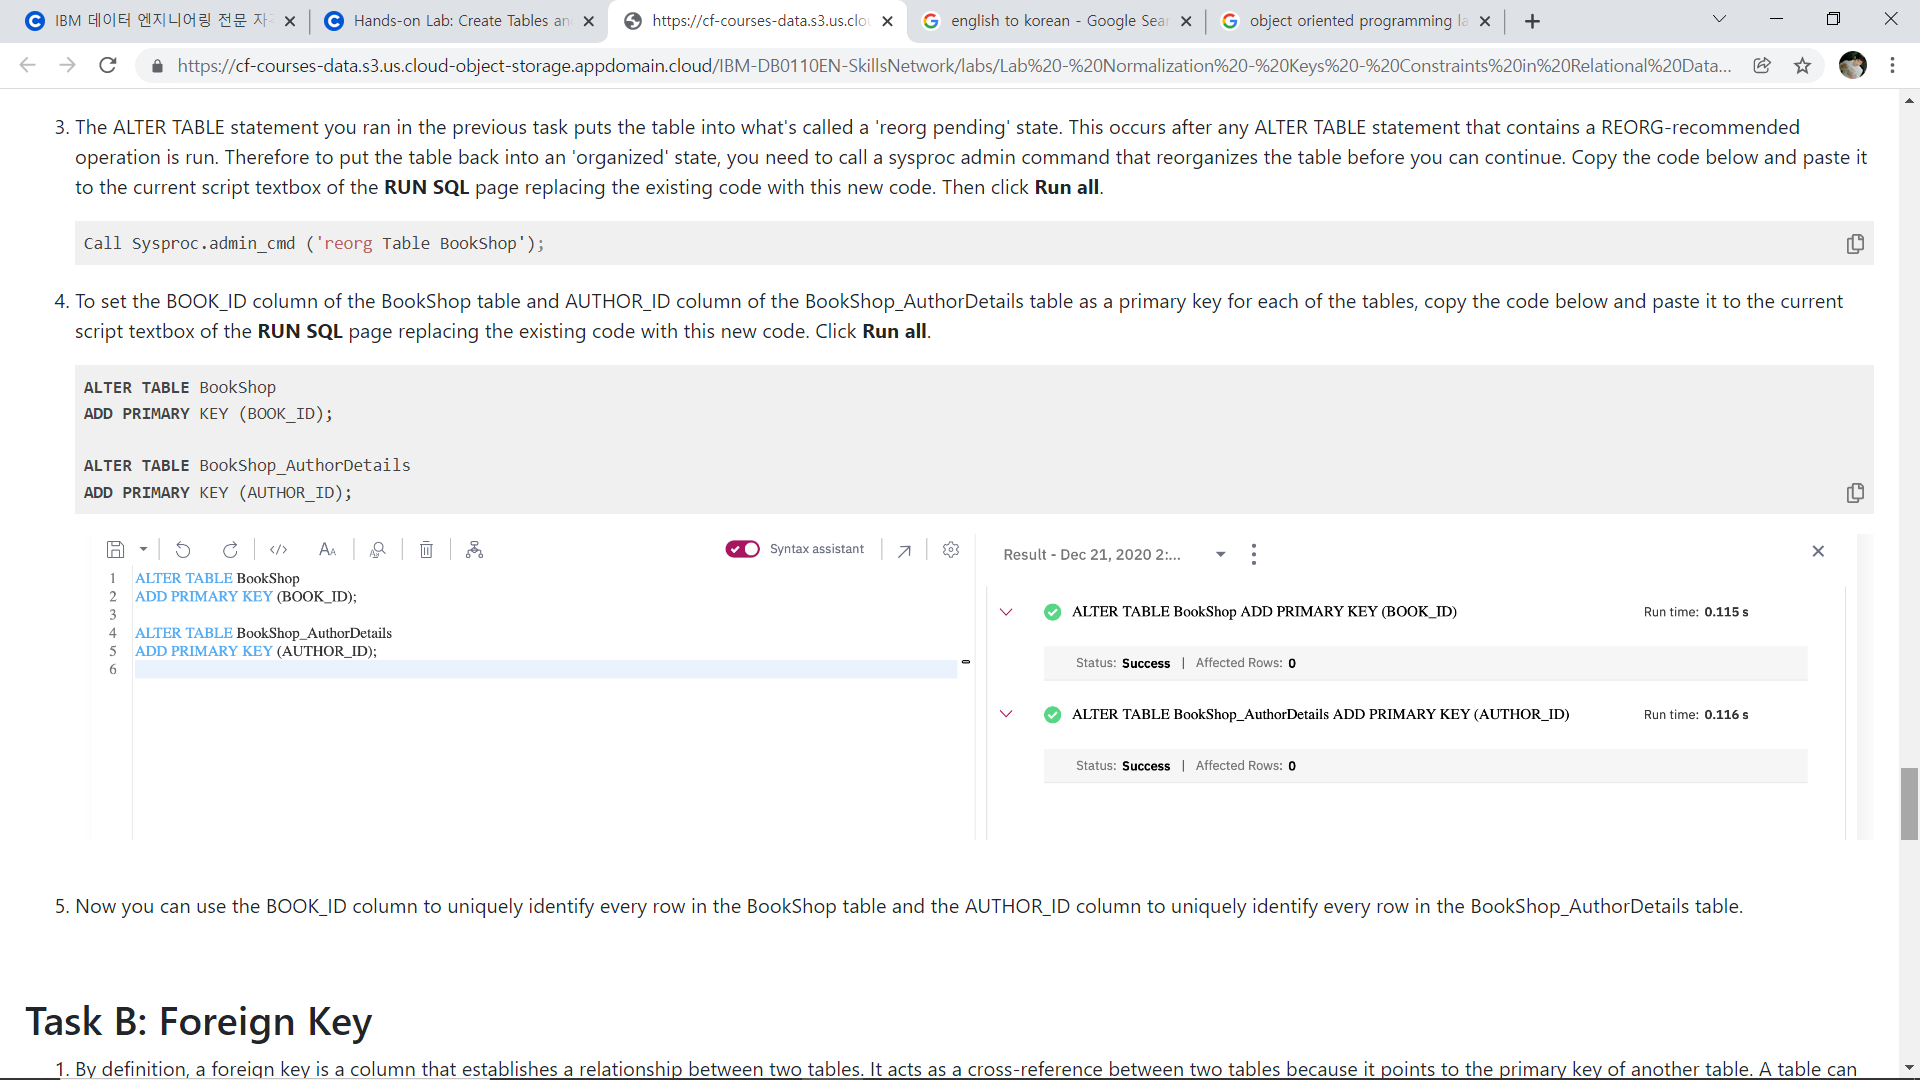 IBM 데이터 엔지니어링 전문 자
Hands-on Lab: Create Tables an
https://cf-courses-data.s3.us.clo
english to korean - Google Sear
object oriented programming la
https://cf-courses-data.s3.us.cloud-object-storage.appdomain.cloud/IBM-DB0110EN-SkillsNetwork/labs/Lab%20-%20Normalization%20-%20Keys%20-%20Constraints%20in%20Relational%20Data...
3. The ALTER TABLE statement you ran in the previous task puts the table into what's called a 'reorg pending' state. This occurs after any ALTER TABLE statement that contains a REORG-recommended
operation is run. Therefore to put the table back into an 'organized' state, you need to call a sysproc admin command that reorganizes the table before you can continue. Copy the code below and paste it
to the current script textbox of the RUN SQL page replacing the existing code with this new code. Then click Run all.
Call Sysproc.admin_cmd ('reorg Table BookShop');
4. To set the BOOK_ID column of the BookShop table and AUTHOR_ID column of the BookShop_AuthorDetails table as a primary key for each of the tables, copy the code below and paste it to the current
script textbox of the RUN SQL page replacing the existing code with this new code. Click Run all.
ALTER TABLE BookShop
ADD PRIMARY KEY (BOOK_ID);
ALTER TABLE BookShop_AuthorDetails
ADD PRIMARY KEY (AUTHOR_ID);
Syntax assistant
1 ALTER TABLE BookShop
2 ADD PRIMARY KEY (BOOK_ID);
3
4 ALTER TABLE BookShop_AuthorDetails
5 ADD PRIMARY KEY (AUTHOR_ID);
6
Result - Dec 21, 2020 2:...
ALTER TABLE BookShop ADD PRIMARY KEY (BOOK_ID) Run time: 0.115 s
Status: Success | Affected Rows: 0
ALTER TABLE BookShop_AuthorDetails ADD PRIMARY KEY (AUTHOR_ID) Run time: 0.116 s
Status: Success | Affected Rows: 0
5. Now you can use the BOOK_ID column to uniquely identify every row in the BookShop table and the AUTHOR_ID column to uniquely identify every row in the BookShop_AuthorDetails table.
Task B: Foreign Key
1. By definition, a foreign key is a column that establishes a relationship between two tables. It acts as a cross-reference between two tables because it points to the primary key of another table. A table can